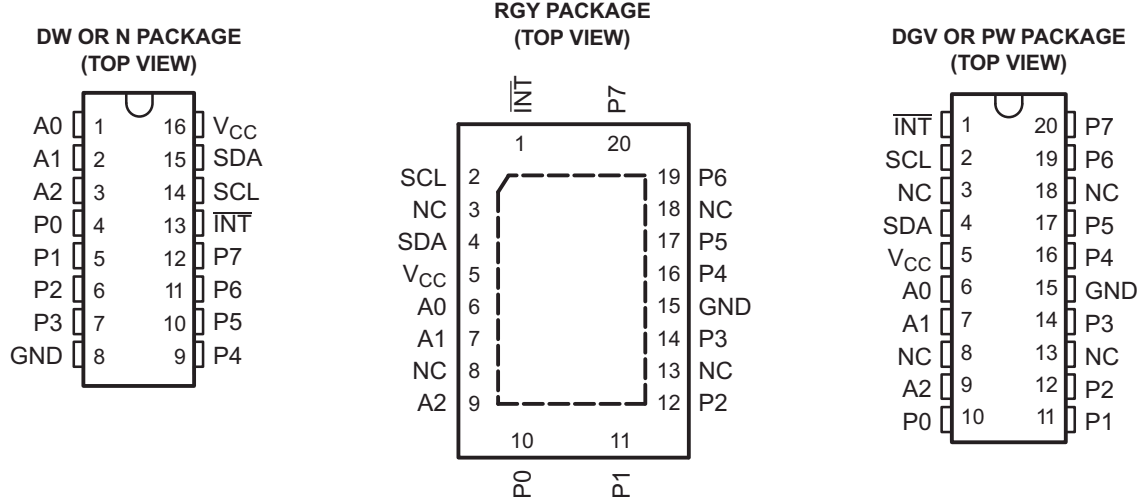 DW OR N PACKAGE
(TOP VIEW)
A0 1 16 VCC
A1 2 15 SDA
A2 3 14 SCL
P0 4 13 INT
P1 5 12 P7
P2 6 11 P6
P3 7 10 P5
GND 8 9 P4
RGY PACKAGE
(TOP VIEW)
INT P7
1 20
SCL 2 19 P6
NC 3 18 NC
SDA 4 17 P5
VCC 5 16 P4
A0 6 15 GND
A1 7 14 P3
NC 8 13 NC
A2 9 12 P2
10 11
P0 P1
DGV OR PW PACKAGE
(TOP VIEW)
INT 1 20 P7
SCL 2 19 P6
NC 3 18 NC
SDA 4 17 P5
VCC 5 16 P4
A0 6 15 GND
A1 7 14 P3
NC 8 13 NC
A2 9 12 P2
P0 10 11 P1